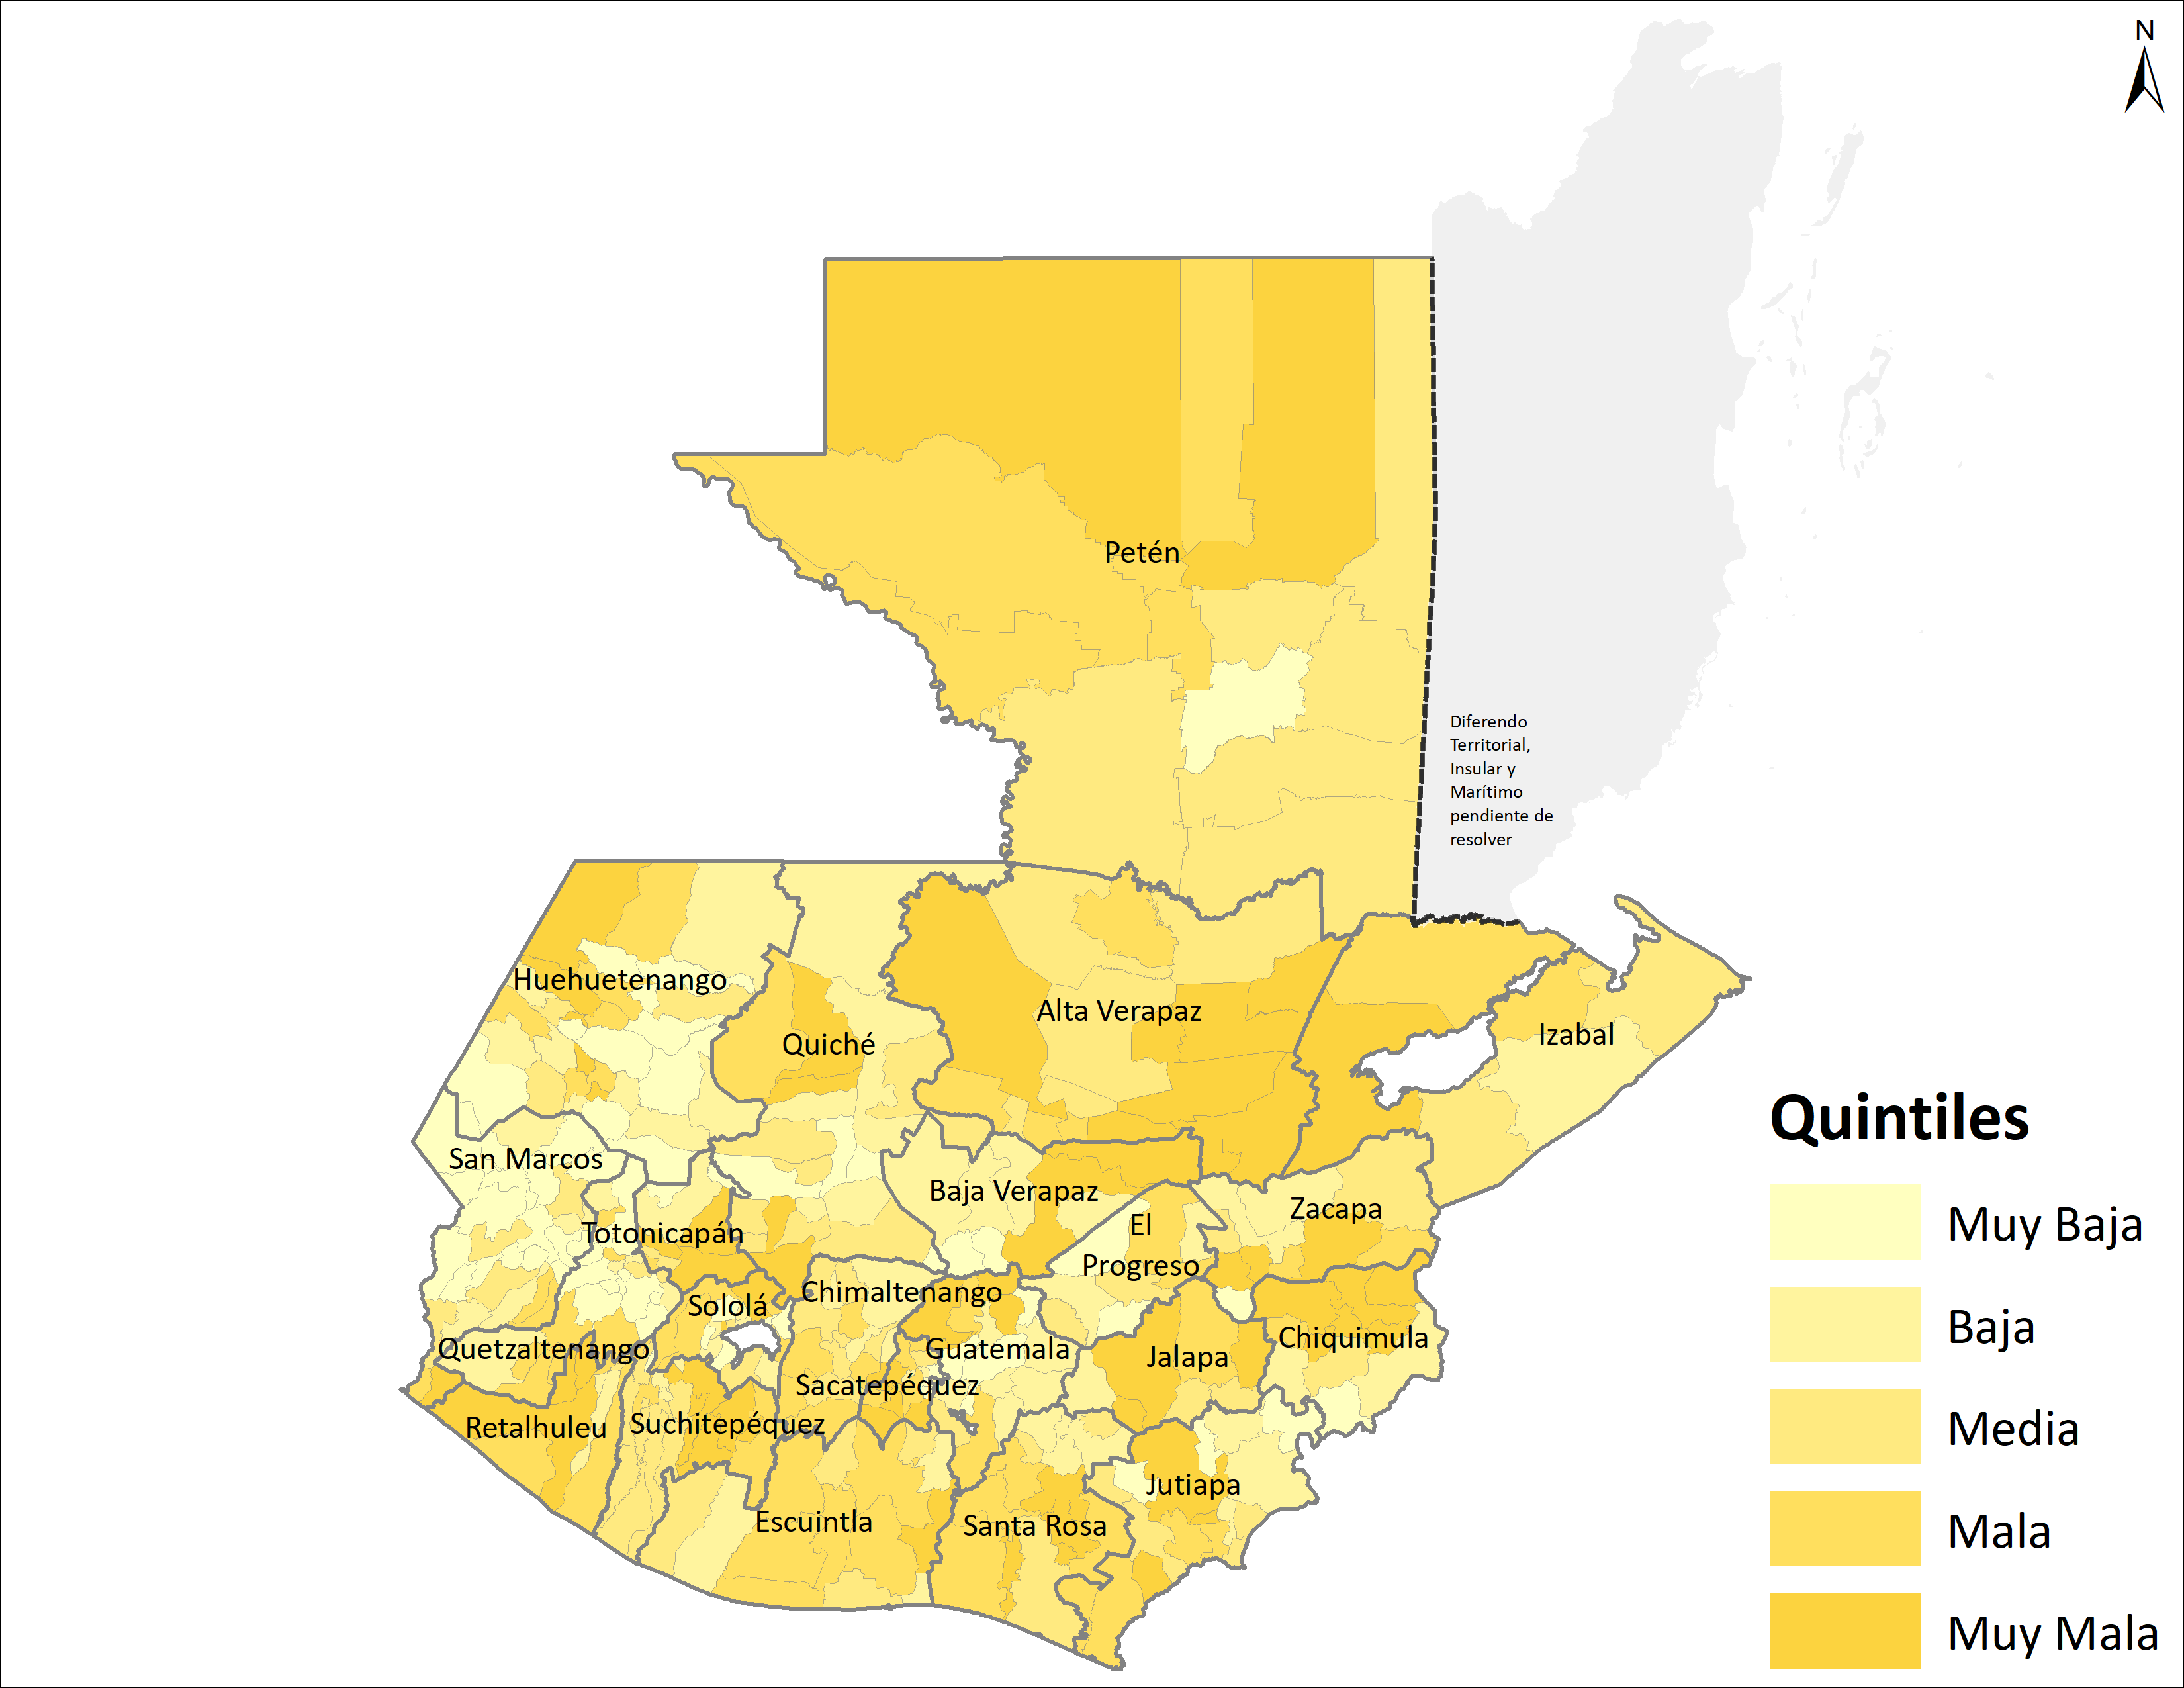 N
Petén
Diferendo
Territorial,
Insular y
Marítimo
pendiente de
resolver
Huehuetenango
Alta Verapaz
Quiché
Izabal
San Marcos
Baja Verapaz
Zacapa
Totonicapán
El
Progreso
Chimaltenango
Sololá
Quetzaltenango
Guatemala
Chiquimula
Jalapa
Sacatepéquez
Retalhuleu
Suchitepéquez
Jutiapa
Escuintla
Santa Rosa
Quintiles
Muy Baja
Baja
Media
Mala
Muy Mala